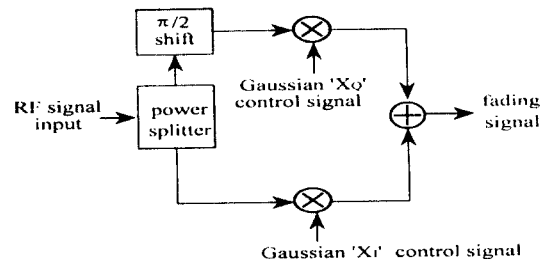 π/2
shift
Gaussian 'XQ'
control signal
RF signal
input
power
splitter
fading
signal
Gaussian 'XI' control signal